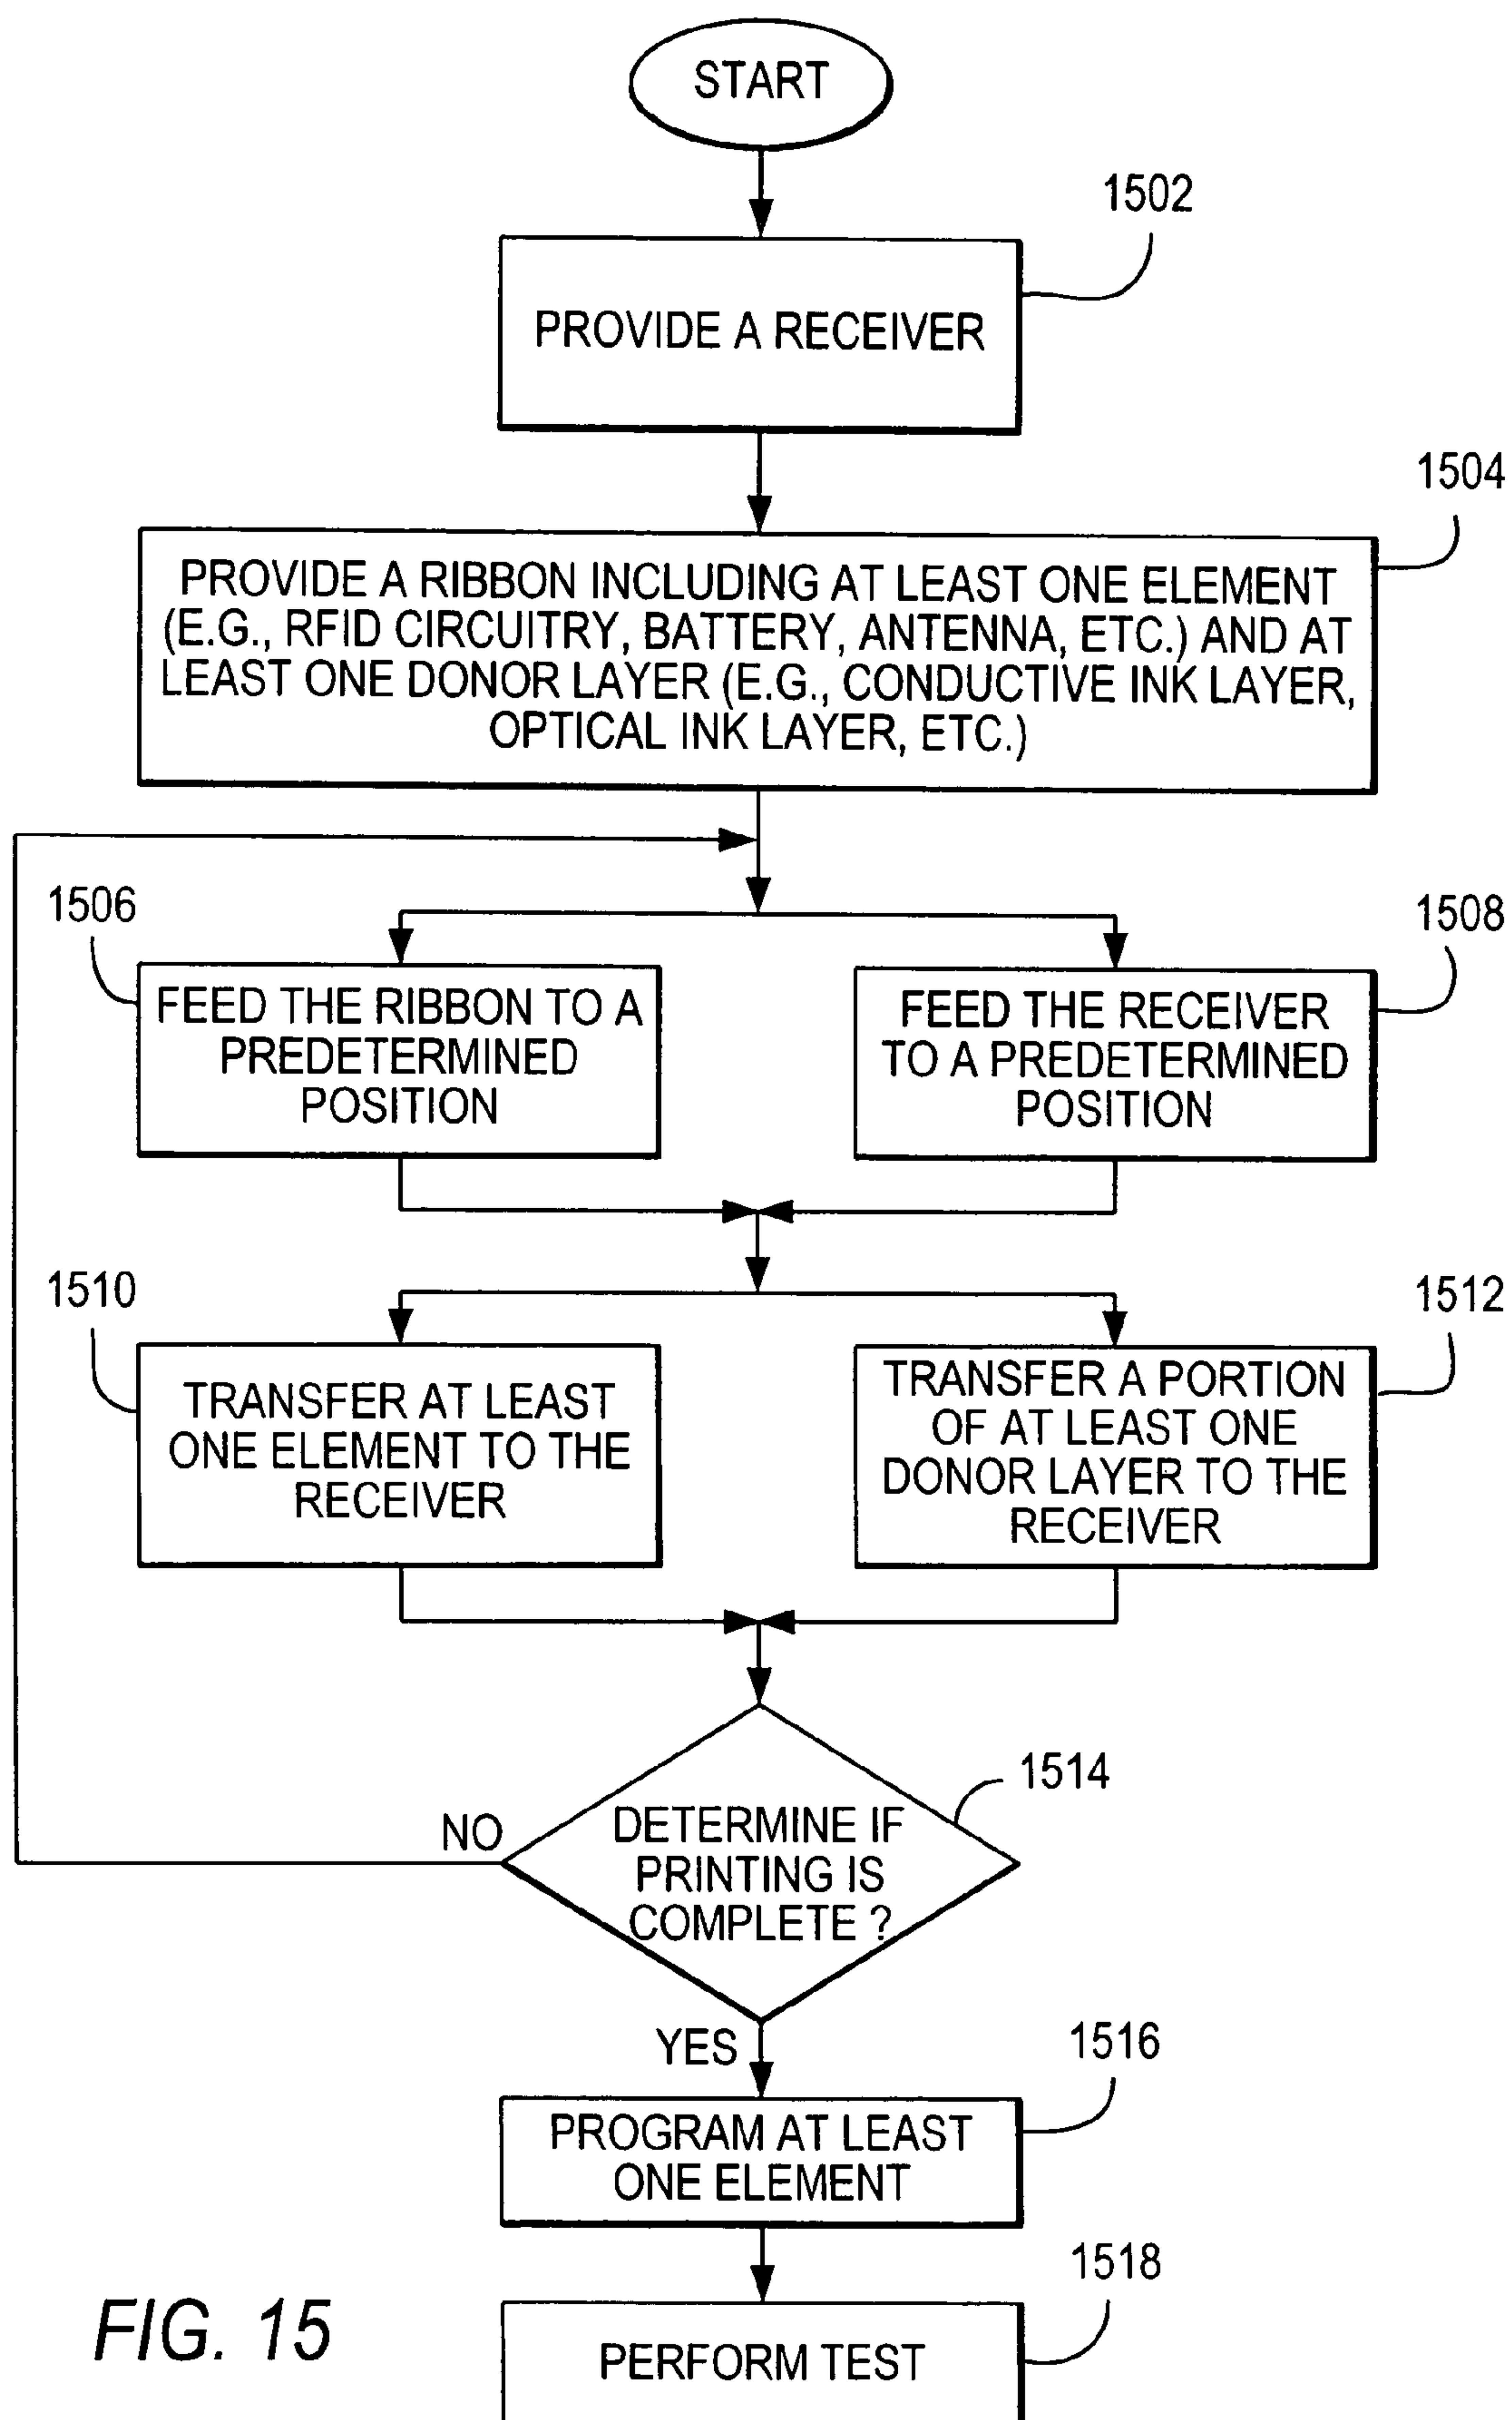 START
1502
PROVIDE A RECEIVER
1504
PROVIDE A RIBBON INCLUDING AT LEAST ONE ELEMENT
(E.G., RFID CIRCUITRY, BATTERY, ANTENNA, ETC.) AND AT
LEAST ONE DONOR LAYER (E.G., CONDUCTIVE INK LAYER,
OPTICAL INK LAYER, ETC.)
1506
FEED THE RIBBON TO A
PREDETERMINED
POSITION
1508
FEED THE RECEIVER
TO A PREDETERMINED
POSITION
1510
TRANSFER AT LEAST
ONE ELEMENT TO THE
RECEIVER
1512
TRANSFER A PORTION
OF AT LEAST ONE
DONOR LAYER TO THE
RECEIVER
1514
DETERMINE IF
PRINTING IS
COMPLETE ?
NO
YES
1516
PROGRAM AT LEAST
ONE ELEMENT
1518
PERFORM TEST
FIG. 15